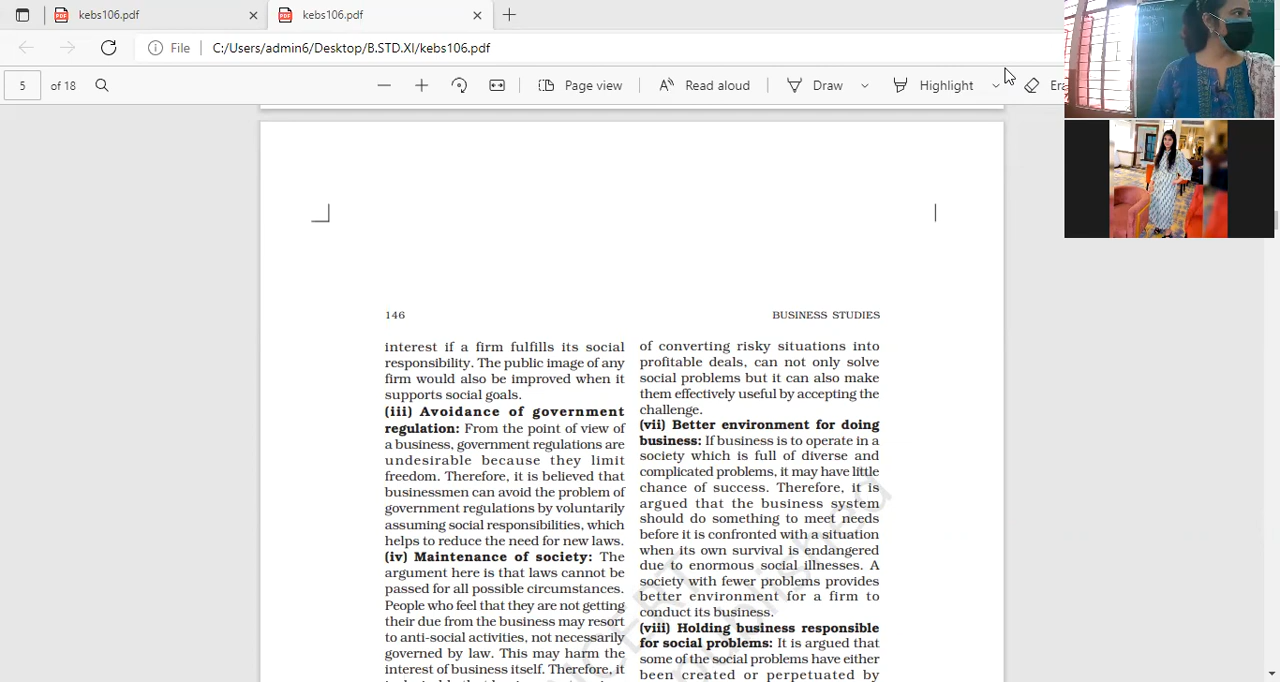 kebs106.pdf
kebs106.pdf
File
C:/Users/admin6/Desktop/B.STD.XI/kebs106.pdf
5 of 18
Page view
Read aloud
Draw
Highlight
Era
146
BUSINESS STUDIES
interest if a firm fulfills its social
responsibility. The public image of any
firm would also be improved when it
supports social goals.
(iii) Avoidance of government
regulation: From the point of view of
a business, government regulations are
undesirable because they limit
freedom. Therefore, it is believed that
businessmen can avoid the problem of
government regulations by voluntarily
assuming social responsibilities, which
helps to reduce the need for new laws.
(iv) Maintenance of society: The
argument here is that laws cannot be
passed for all possible circumstances.
People who feel that they are not getting
their due from the business may resort
to anti-social activities, not necessarily
governed by law. This may harm the
interest of business itself. Therefore, it
of converting risky situations into
profitable deals, can not only solve
social problems but it can also make
them effectively useful by accepting the
challenge.
(vii) Better environment for doing
business: If business is to operate in a
society which is full of diverse and
complicated problems, it may have little
chance of success. Therefore, it is
argued that the business system
should do something to meet needs
before it is confronted with a situation
when its own survival is endangered
due to enormous social illnesses. A
society with fewer problems provides
better environment for a firm to
conduct its business.
(viii) Holding business responsible
for social problems: It is argued that
some of the social problems have either
been created or perpetuated by